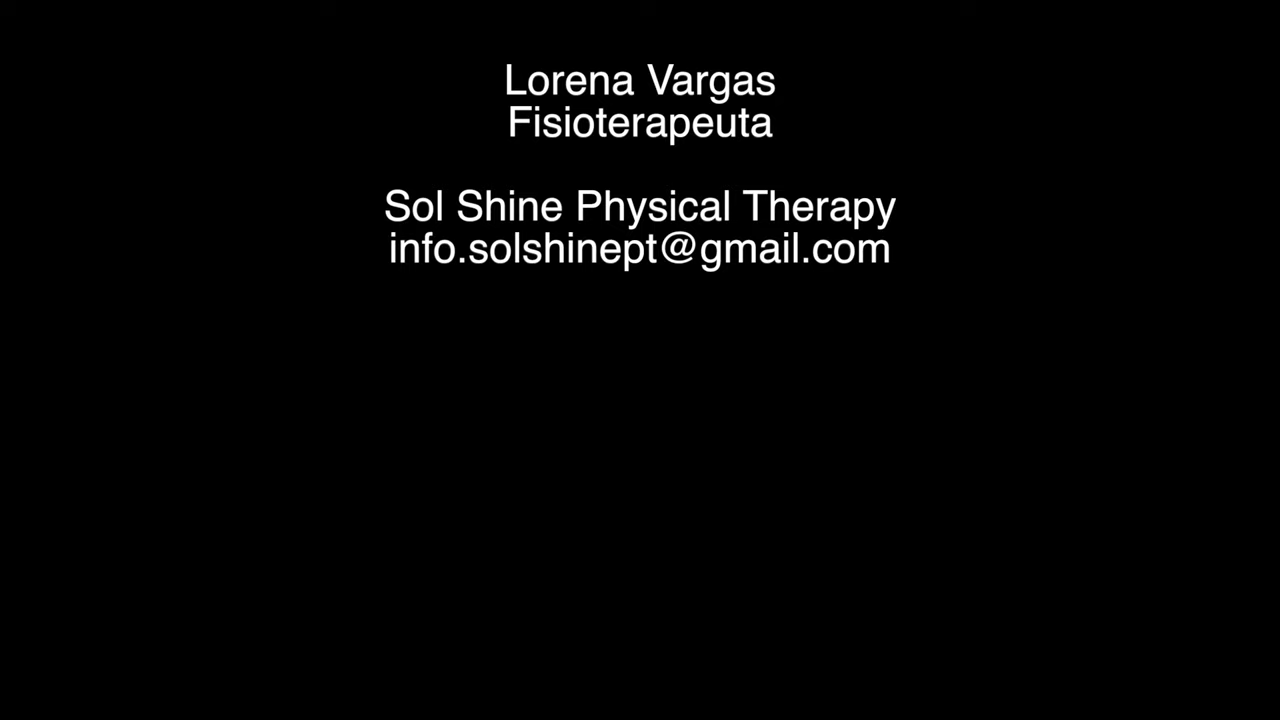 Lorena Vargas
Fisioterapeuta
Sol Shine Physical Therapy
info.solshinept@gmail.com